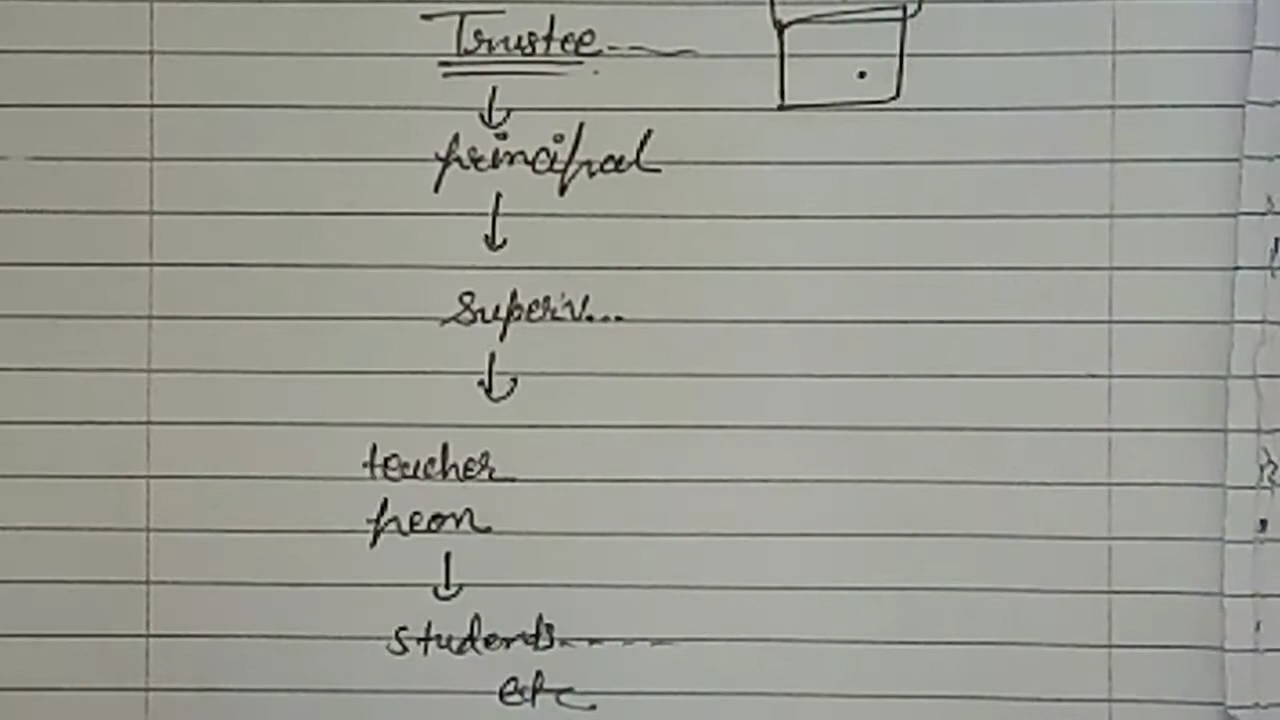 Trustee
principal
Superv...
teacher
peon
students------
etc